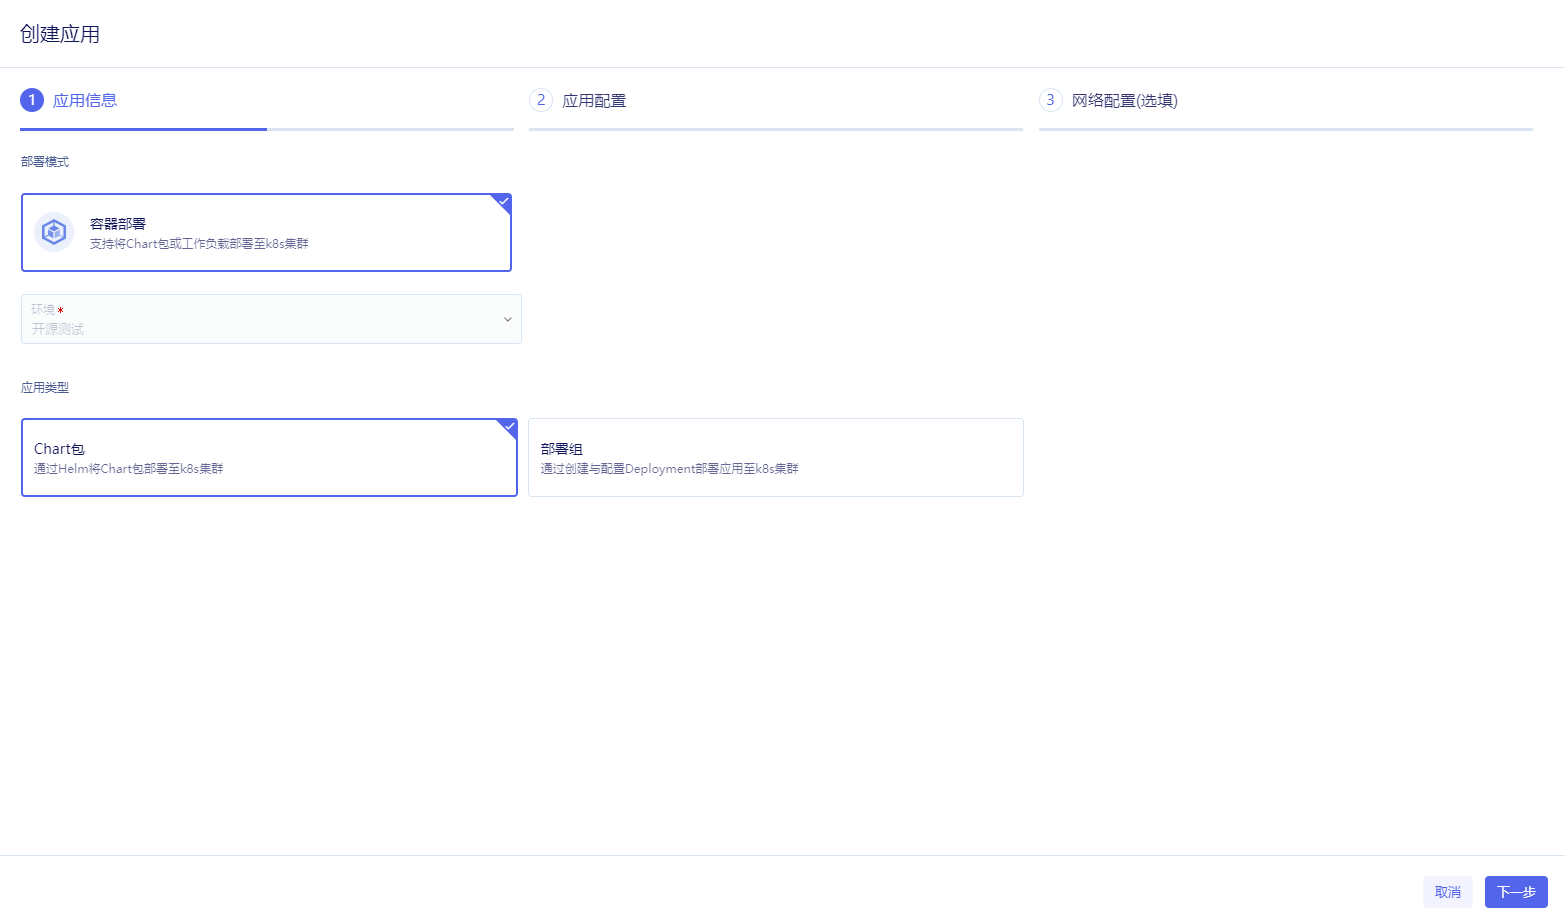 创建应用
1 应用信息
2 应用配置
3 网络配置(选填)
部署模式
容器部署
支持将Chart包或工作负载部署至k8s集群
环境*
开源测试
应用类型
Chart包
通过Helm将Chart包部署至k8s集群
部署组
通过创建与配置Deployment部署应用至k8s集群
取消
下一步